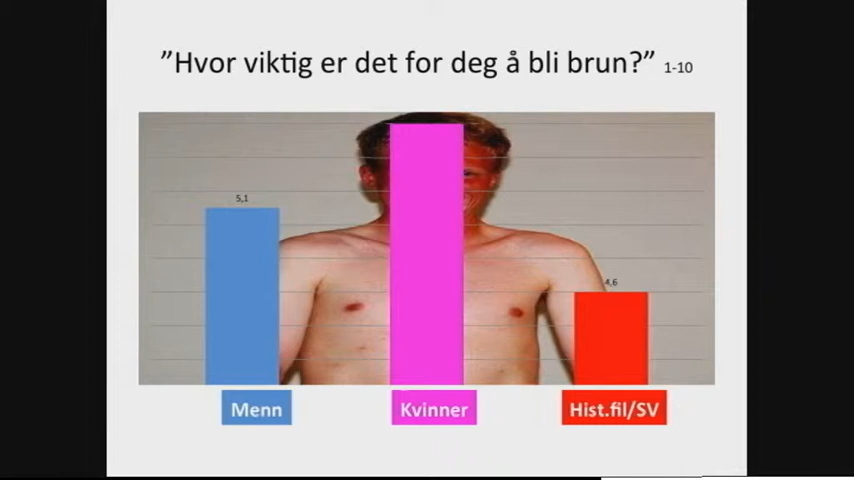 ”Hvor viktig er det for deg å bli brun?” 1-10
5,1
4,6
Menn
Kvinner
Hist.fil/SV